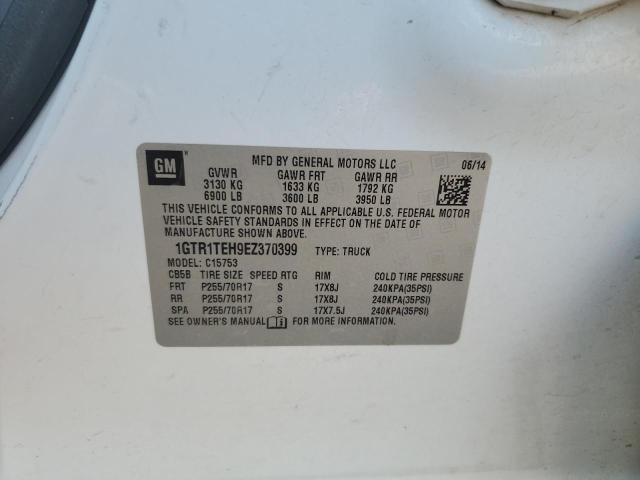 GM
MFD BY GENERAL MOTORS LLC 06/14
GVWR GAWR FRT GAWR RR
3130 KG 1633 KG 1792 KG
6900 LB 3600 LB 3950 LB
THIS VEHICLE CONFORMS TO ALL APPLICABLE U.S. FEDERAL MOTOR
VEHICLE SAFETY STANDARDS IN EFFECT ON THE DATE OF
MANUFACTURE SHOWN ABOVE.
1GTR1TEH9EZ370399 TYPE: TRUCK
MODEL: C15753
CB5B TIRE SIZE SPEED RTG RIM COLD TIRE PRESSURE
FRT P255/70R17 S 17X8J 240KPA(35PSI)
RR P255/70R17 S 17X8J 240KPA(35PSI)
SPA P255/70R17 S 17X7.5J 240KPA(35PSI)
SEE OWNER'S MANUAL FOR MORE INFORMATION.